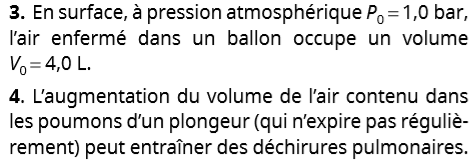 3. En surface, à pression atmosphérique P₀ = 1,0 bar,
l'air enfermé dans un ballon occupe un volume
V₀ = 4,0 L.
4. L'augmentation du volume de l'air contenu dans
les poumons d'un plongeur (qui n'expire pas réguliè-
rement) peut entraîner des déchirures pulmonaires.